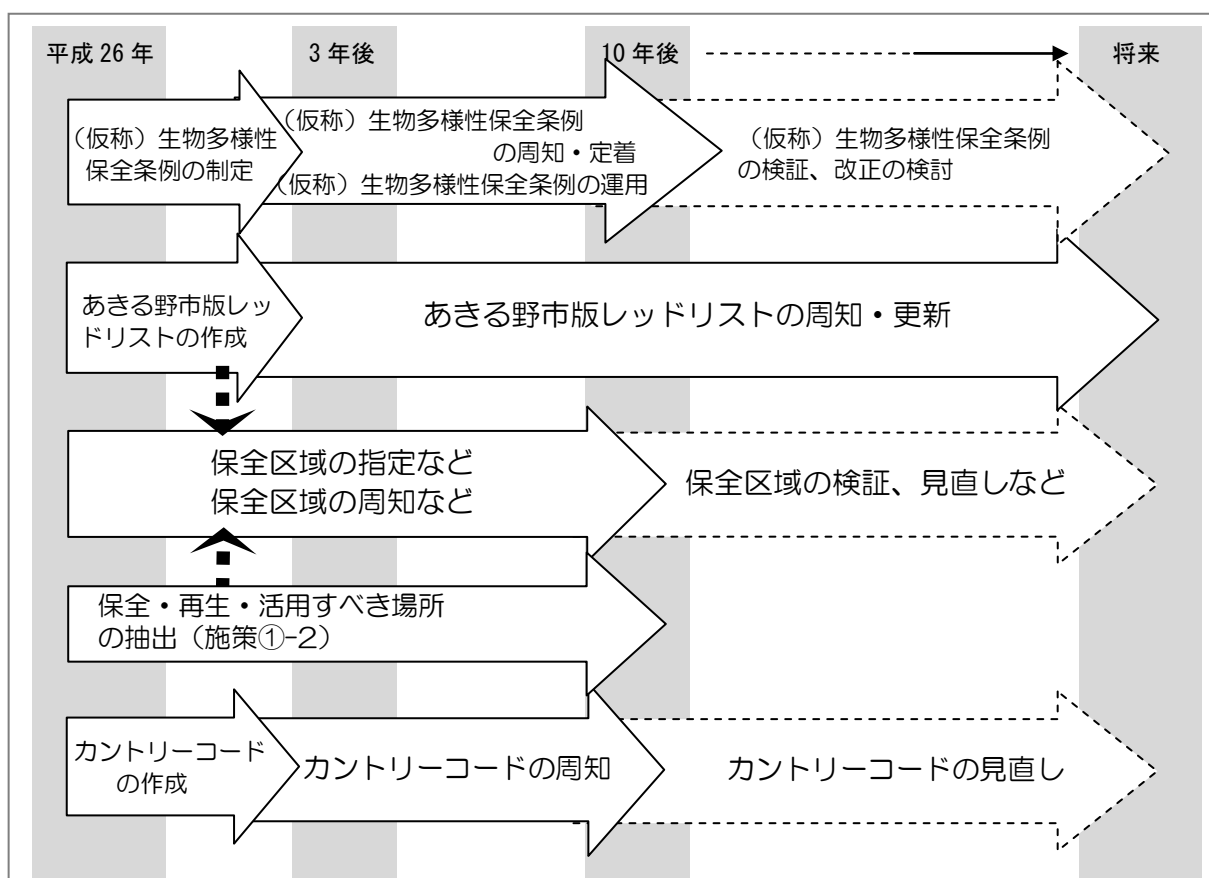 平成26年
3年後
10年後
将来
（仮称）生物多様性
保全条例の制定
（仮称）生物多様性保全条例
の周知・定着
（仮称）生物多様性保全条例の運用
（仮称）生物多様性保全条例
の検証、改正の検討
あきる野市版レッ
ドリストの作成
あきる野市版レッドリストの周知・更新
保全区域の指定など
保全区域の周知など
保全区域の検証、見直しなど
保全・再生・活用すべき場所
の抽出（施策①-2）
カントリーコード
の作成
カントリーコードの周知
カントリーコードの見直し